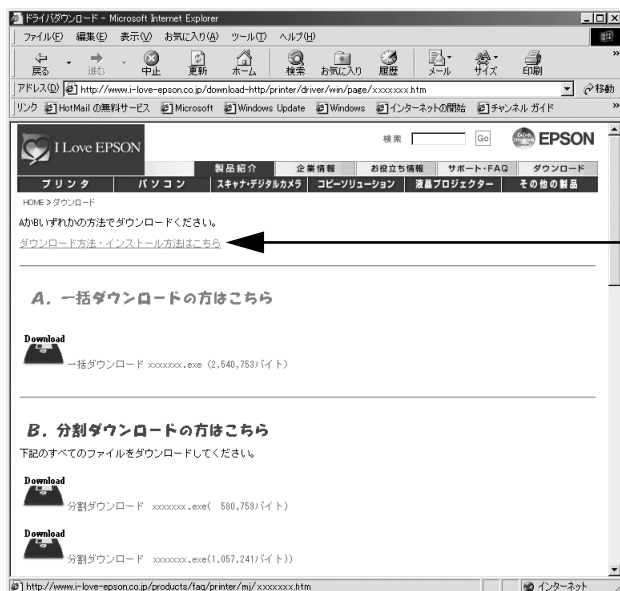 ドライバダウンロード - Microsoft Internet Explorer
ファイル(F) 編集(E) 表示(V) お気に入り(A) ツール(T) ヘルプ(H)
戻る 進む 中止 更新 ホーム 検索 お気に入り 履歴 メール サイズ 印刷
アドレス(D) http://www.i-love-epson.co.jp/download-http/printer/driver/win/page/xxxxxxx.htm 移動
リンク HotMail の無料サービス Microsoft Windows Update Windows インターネットの開始 チャンネル ガイド
I Love EPSON
検索 Go EPSON
製品紹介 企業情報 お役立ち情報 サポート・FAQ ダウンロード
プリンタ パソコン スキャナ・デジタルカメラ コピーソリューション 液晶プロジェクター その他の製品
HOME > ダウンロード
AかBいずれかの方法でダウンロードください。
ダウンロード方法・インストール方法はこちら
A. 一括ダウンロードの方はこちら
Download
一括ダウンロード xxxxxxx.exe (2,540,753バイト)
B. 分割ダウンロードの方はこちら
下記のすべてのファイルをダウンロードしてください。
Download
分割ダウンロード xxxxxxx.exe( 580,759バイト)
Download
分割ダウンロード xxxxxxx.exe(1,057,241バイト))
http://www.i-love-epson.co.jp/products/faq/printer/mj/xxxxxxx.htm インターネット